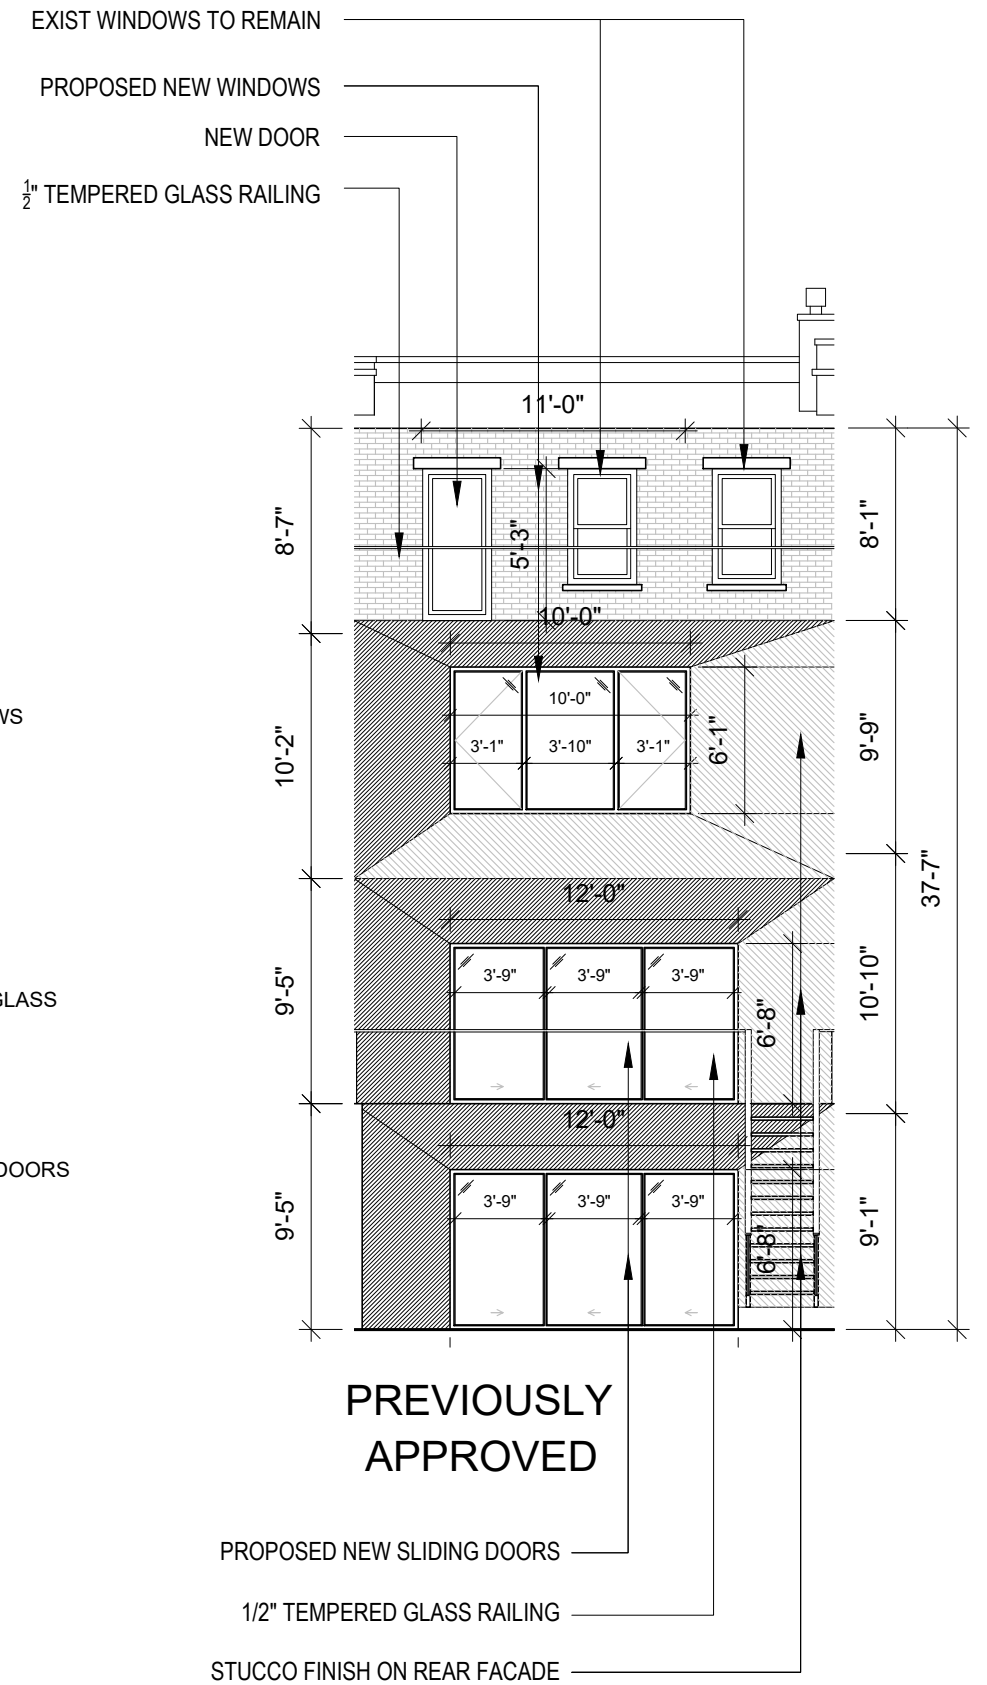 EXIST WINDOWS TO REMAIN
PROPOSED NEW WINDOWS
NEW DOOR
½" TEMPERED GLASS RAILING
11'-0"
8'-7"
5'-3"
8'-1"
10'-0"
10'-0"
3'-1" 3'-10" 3'-1"
6'-1"
10'-2"
9'-9"
WS
37'-7"
12'-0"
3'-9" 3'-9" 3'-9"
9'-5"
6'-8"
10'-10"
GLASS
12'-0"
DOORS
3'-9" 3'-9" 3'-9"
9'-5"
6'-8"
9'-1"
PREVIOUSLY
APPROVED
PROPOSED NEW SLIDING DOORS
1/2" TEMPERED GLASS RAILING
STUCCO FINISH ON REAR FACADE